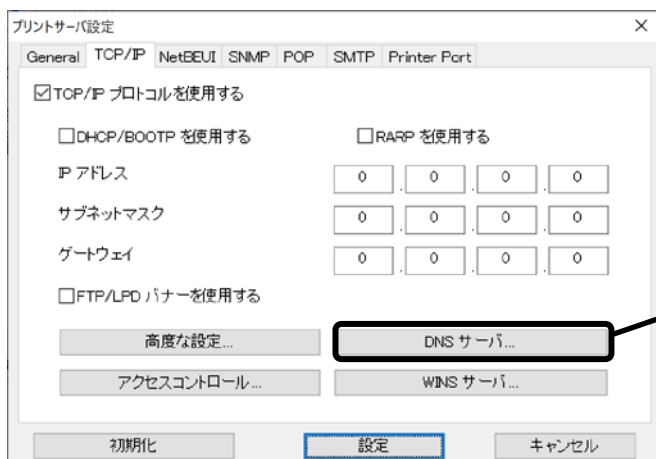 プリントサーバ設定
General TCP/IP NetBEUI SNMP POP SMTP Printer Port
TCP/IP プロトコルを使用する
DHCP/BOOTP を使用する RARP を使用する
IP アドレス 0 . 0 . 0 . 0
サブネットマスク 0 . 0 . 0 . 0
ゲートウェイ 0 . 0 . 0 . 0
FTP/LPD バナーを使用する
高度な設定... DNS サーバ...
アクセスコントロール... WINS サーバ...
初期化 設定 キャンセル